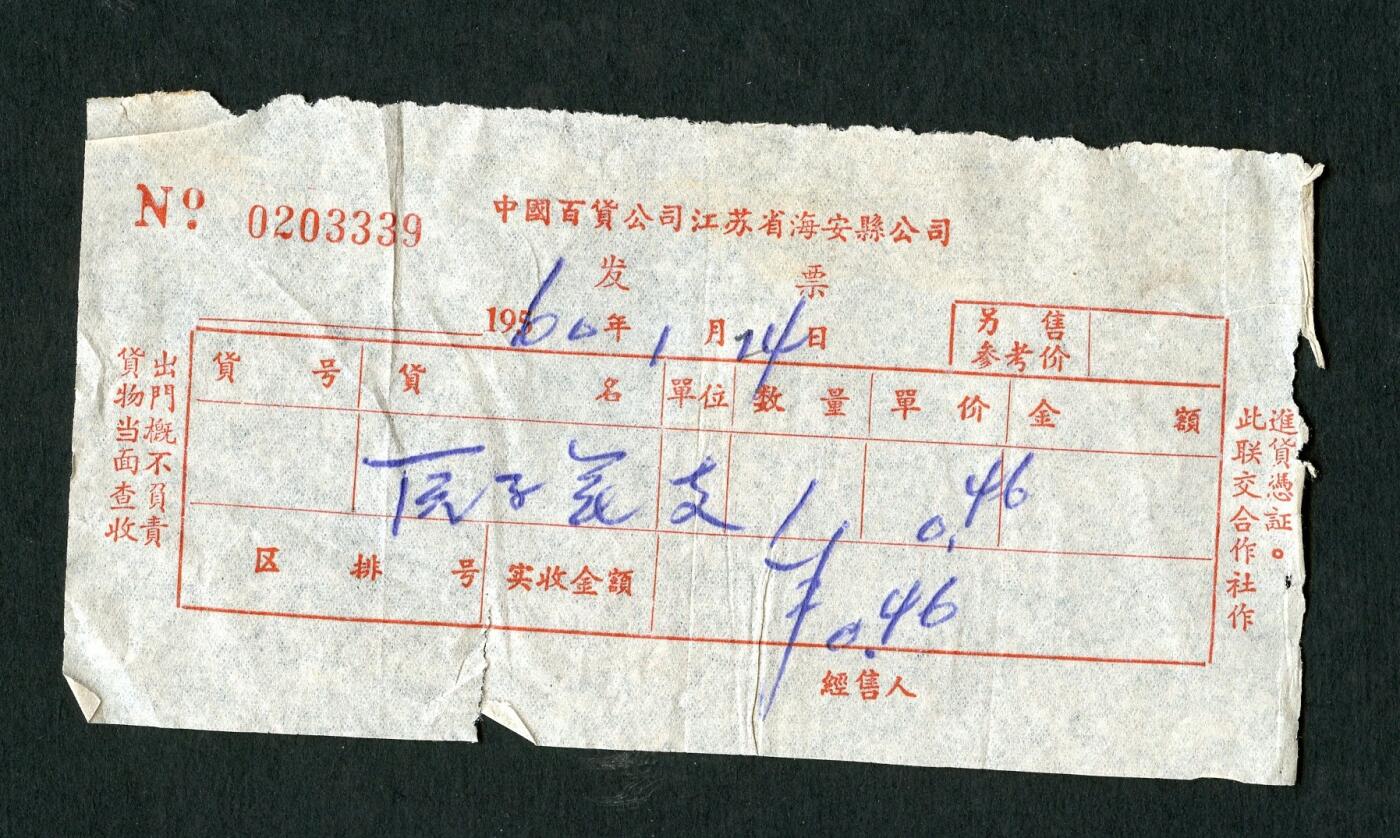 No 0203339
中國百貨公司江苏省海安縣公司
发票
1960年1月14日
另售
参考价
貨号 貨名 單位 数量 單价 金額
支 1 0.46
区排号 实收金額 ¥0.46
經售人
出門概不負責
貨物当面查收
進貨憑証。
此联交合作社作